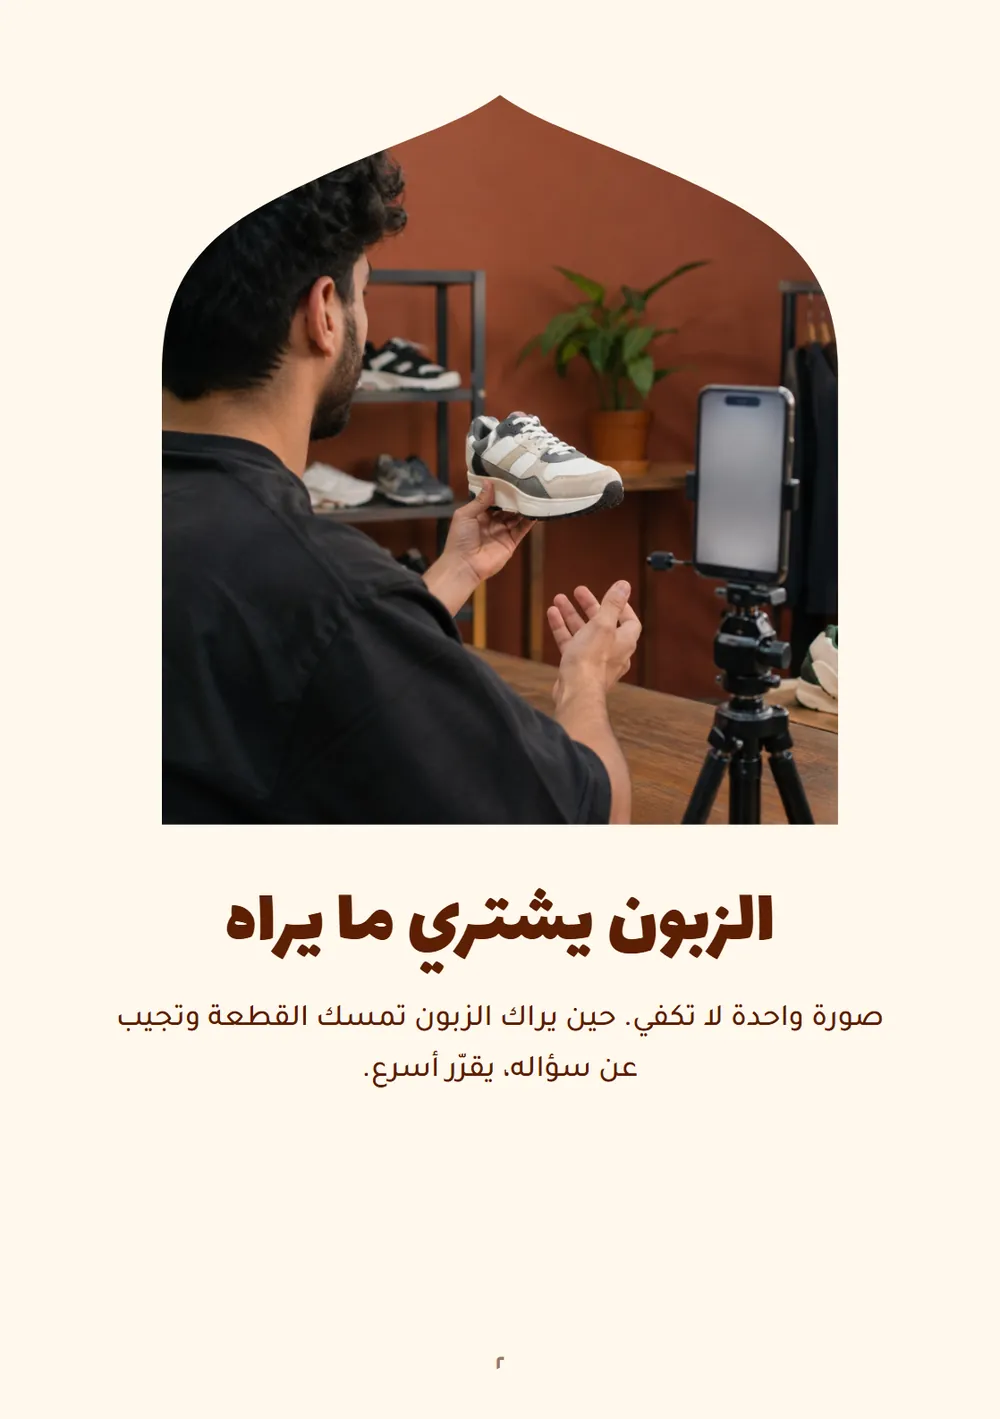 الزبون يشتري ما يراه
صورة واحدة لا تكفي. حين يراك الزبون تمسك القطعة وتجيب
عن سؤاله، يقرّر أسرع.
٢